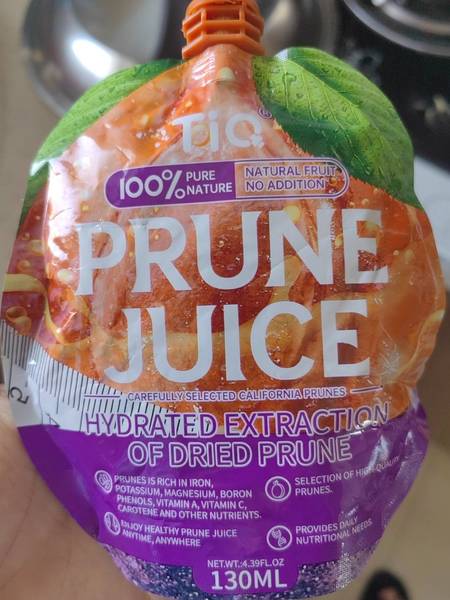 TiQ®
100% PURE NATURE
NATURAL FRUIT
NO ADDITION
PRUNE
JUICE
CAREFULLY SELECTED CALIFORNIA PRUNES
HYDRATED EXTRACTION
OF DRIED PRUNE
PRUNES IS RICH IN IRON,
POTASSIUM, MAGNESIUM, BORON
PHENOLS, VITAMIN A, VITAMIN C,
CAROTENE AND OTHER NUTRIENTS.
SELECTION OF HIGH-QUALITY
PRUNES.
ENJOY HEALTHY PRUNE JUICE
ANYTIME, ANYWHERE
PROVIDES DAILY
NUTRITIONAL NEEDS
NET.WT.:4.39FL.OZ
130ML
5
4